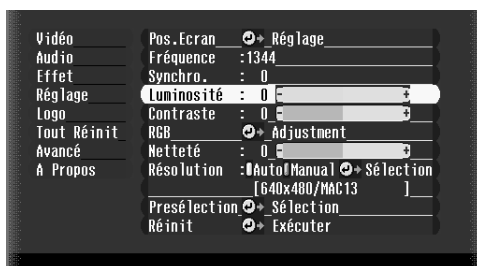 Vidéo
Audio
Effet
Réglage
Logo
Tout Réinit
Avancé
A Propos
Pos.Ecran Réglage
Fréquence :1344
Synchro. : 0
Luminosité : 0 - +
Contraste : 0 - +
RGB Adjustment
Netteté : 0 - +
Résolution : Auto Manual Sélection
[640x480/MAC13 ]
Presélection Sélection
Réinit Exécuter